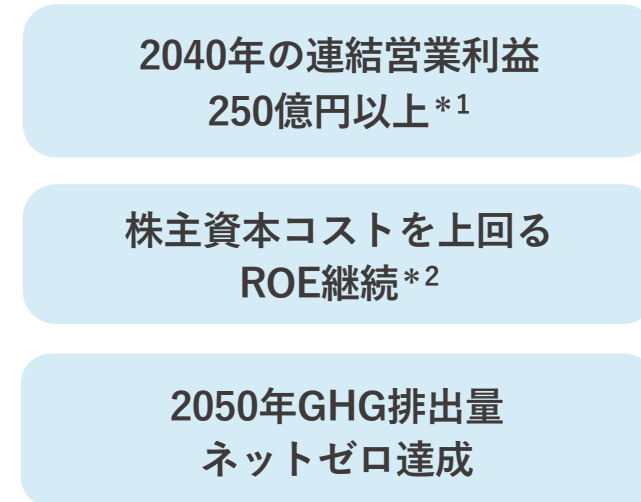 2040年の連結営業利益
250億円以上*1
株主資本コストを上回る
ROE継続*2
2050年GHG排出量
ネットゼロ達成